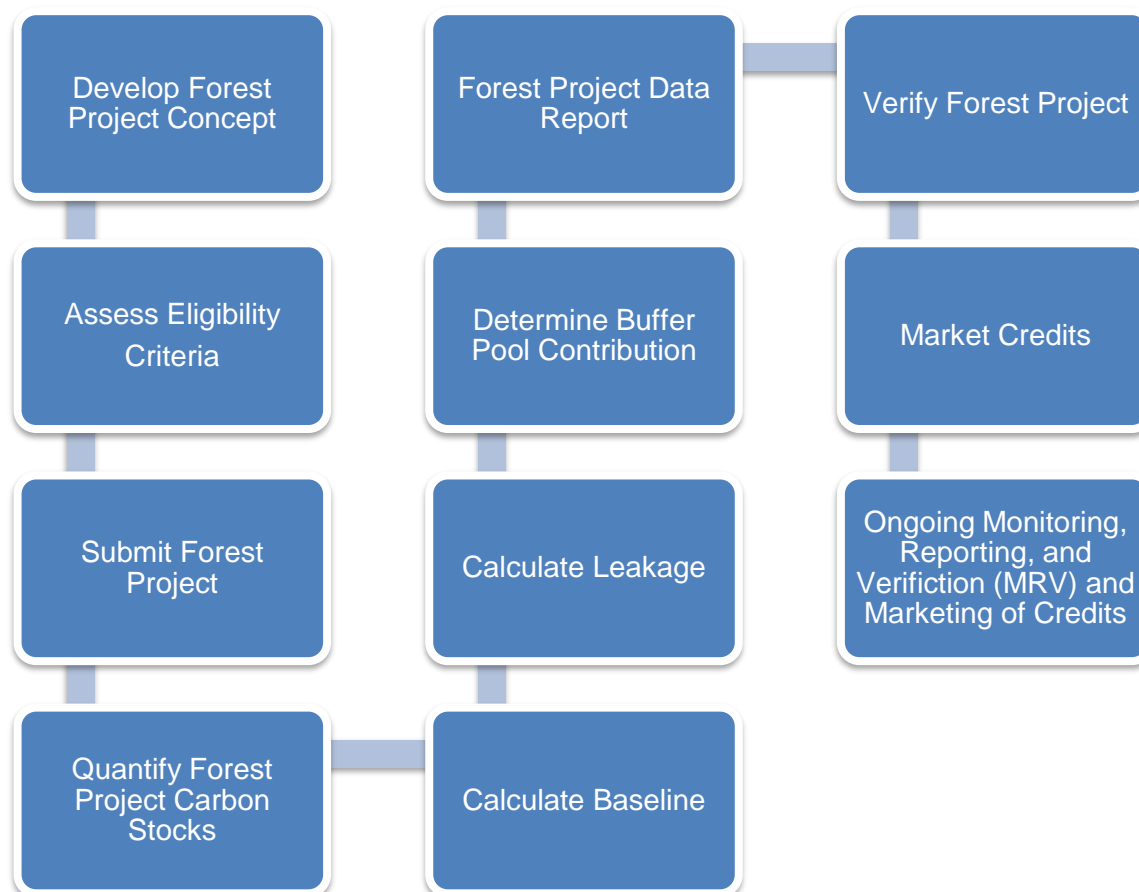 Develop Forest
Project Concept
Assess Eligibility
Criteria
Submit Forest
Project
Quantify Forest
Project Carbon
Stocks
Calculate Baseline
Calculate Leakage
Determine Buffer
Pool Contribution
Forest Project Data
Report
Verify Forest Project
Market Credits
Ongoing Monitoring,
Reporting, and
Verifiction (MRV) and
Marketing of Credits